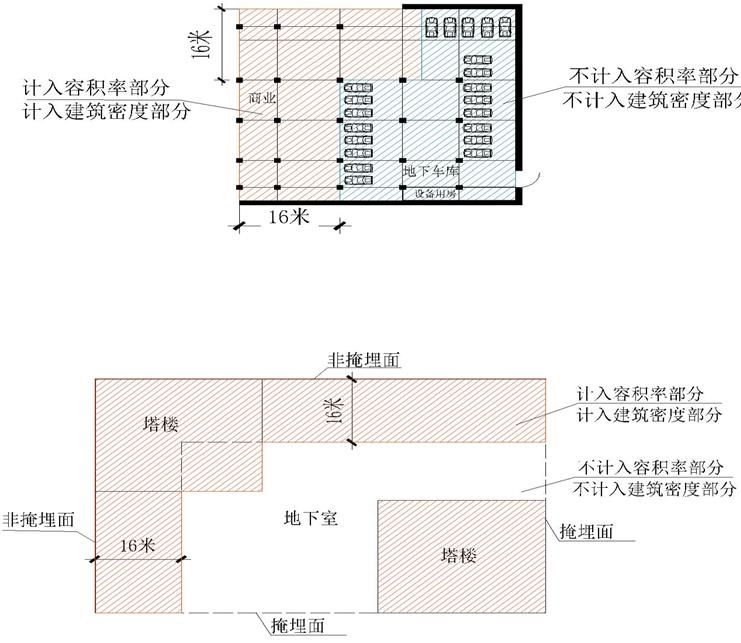 16米
计入容积率部分
计入建筑密度部分
商业
不计入容积率部分
不计入建筑密度部分
地下车库
设备用房
16米
非掩埋面
塔楼
16米
计入容积率部分
计入建筑密度部分
不计入容积率部分
不计入建筑密度部分
非掩埋面
16米
地下室
塔楼
掩埋面
掩埋面